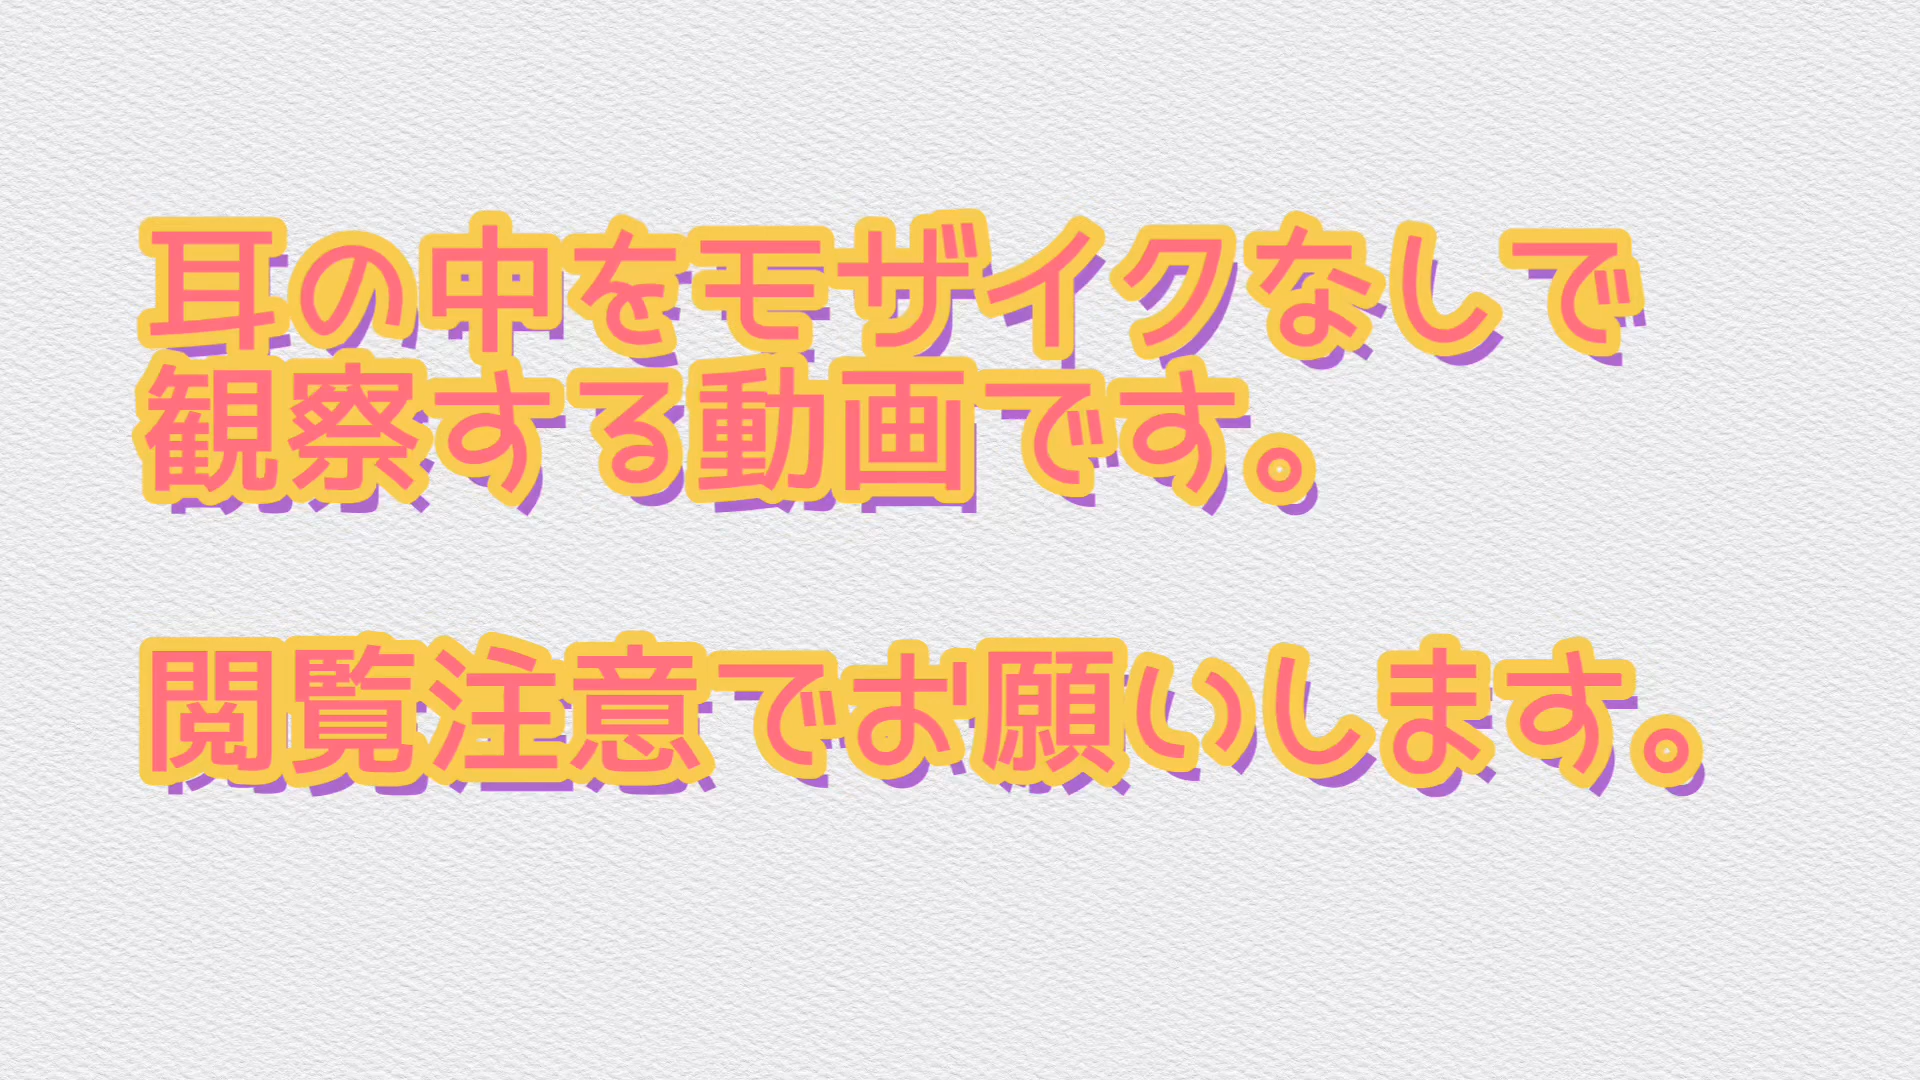 耳の中をモザイクなしで
観察する動画です。
閲覧注意でお願いします。